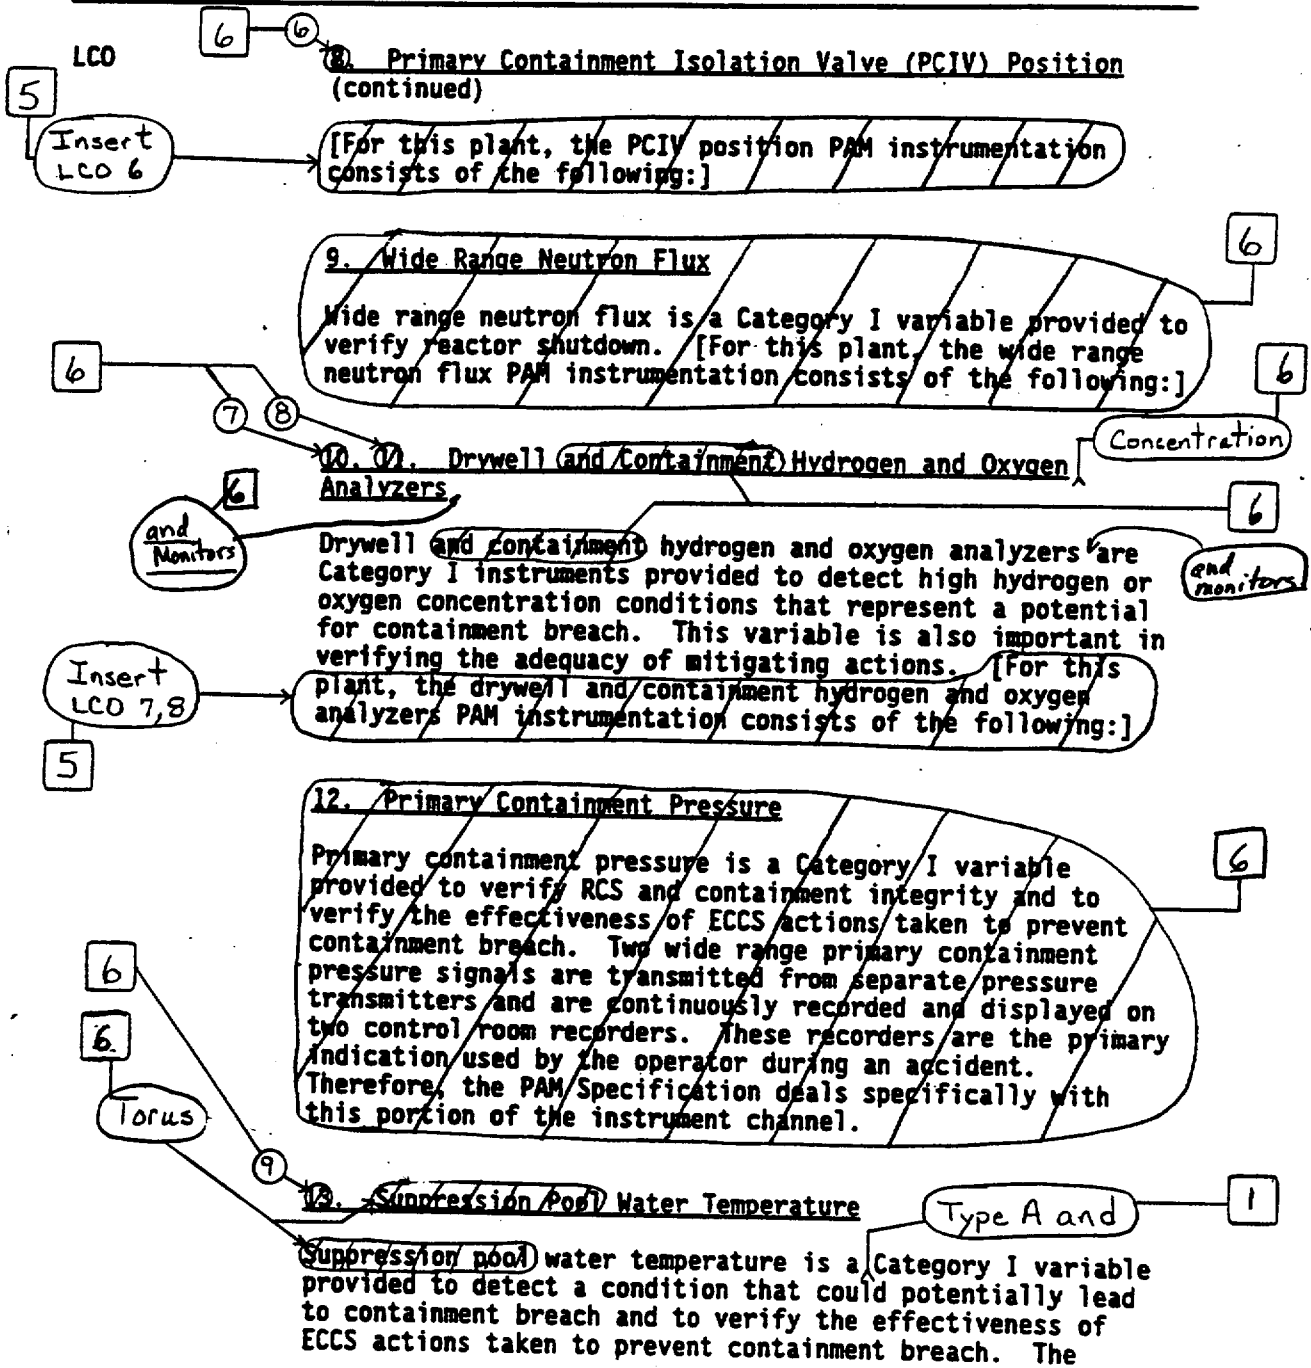 6 6
LCO 8. Primary Containment Isolation Valve (PCIV) Position
(continued)
5
Insert
LCO 6
[For this plant, the PCIV position PAM instrumentation
consists of the following:]
6
9. Wide Range Neutron Flux
Wide range neutron flux is a Category I variable provided to
verify reactor shutdown. [For this plant, the wide range
neutron flux PAM instrumentation consists of the following:]
6
6
7 8
Concentration
10. 11. Drywell and Containment Hydrogen and Oxygen
Analyzers
6
and
Monitors
6
Drywell and containment hydrogen and oxygen analyzers are
and
monitors
Category I instruments provided to detect high hydrogen or
oxygen concentration conditions that represent a potential
for containment breach. This variable is also important in
verifying the adequacy of mitigating actions. [For this
plant, the drywell and containment hydrogen and oxygen
analyzers PAM instrumentation consists of the following:]
Insert
LCO 7,8
5
12. Primary Containment Pressure
6
Primary containment pressure is a Category I variable
provided to verify RCS and containment integrity and to
verify the effectiveness of ECCS actions taken to prevent
containment breach. Two wide range primary containment
pressure signals are transmitted from separate pressure
transmitters and are continuously recorded and displayed on
two control room recorders. These recorders are the primary
indication used by the operator during an accident.
Therefore, the PAM Specification deals specifically with
this portion of the instrument channel.
6
6
Torus
9
13. Suppression Pool Water Temperature
Type A and
1
Suppression pool water temperature is a Category I variable
provided to detect a condition that could potentially lead
to containment breach and to verify the effectiveness of
ECCS actions taken to prevent containment breach. The